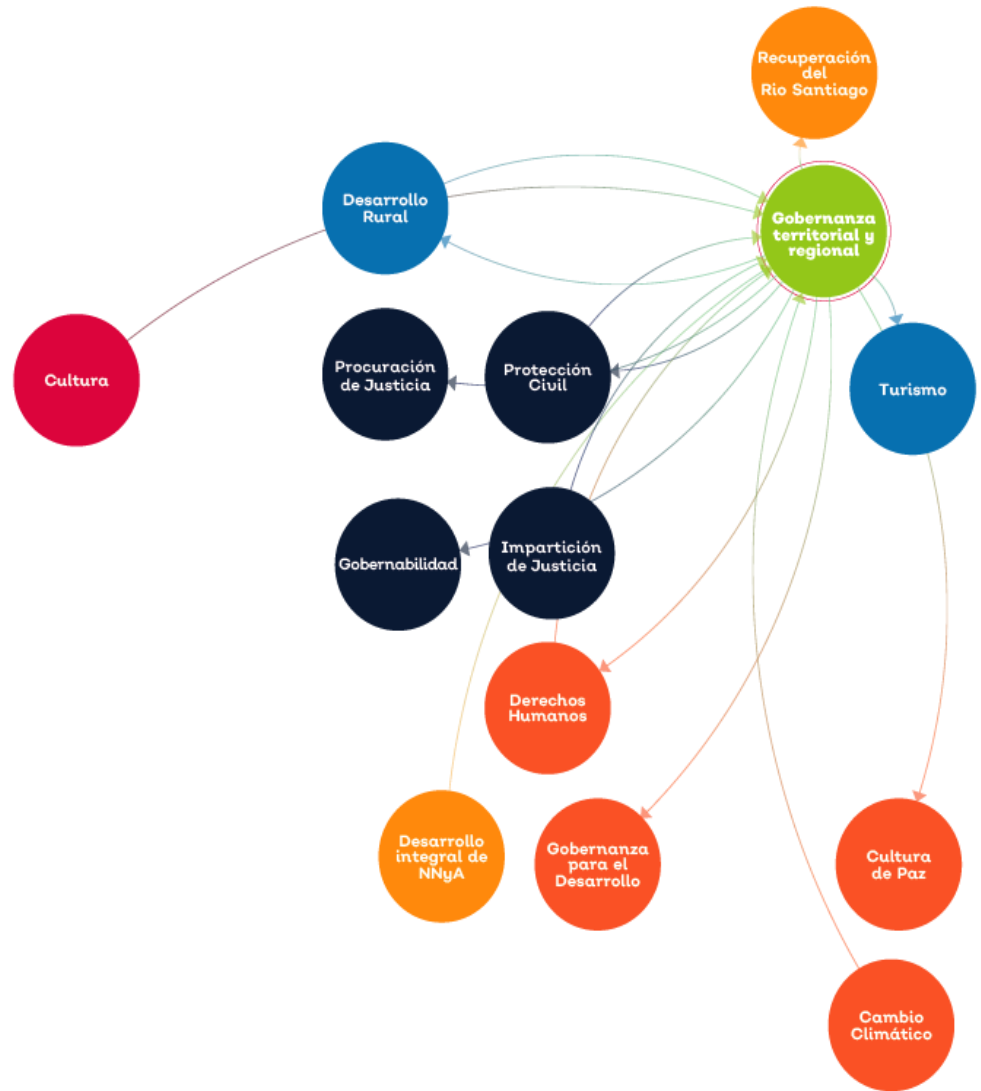 Recuperación
del
Rio Santiago
Desarrollo
Rural
Gobernanza
territorial y
regional
Cultura
Procuración
de Justicia
Protección
Civil
Turismo
Gobernabilidad
Impartición
de Justicia
Derechos
Humanos
Desarrollo
integral de
NNyA
Gobernanza
para el
Desarrollo
Cultura
de Paz
Cambio
Climático